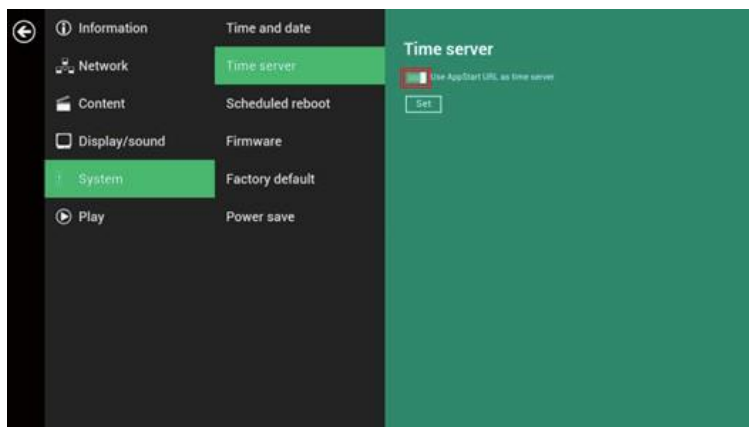 Information
Network
Content
Display/sound
System
Play
Time and date
Time server
Scheduled reboot
Firmware
Factory default
Power save
Time server
Use AppStart URL as time server
Set